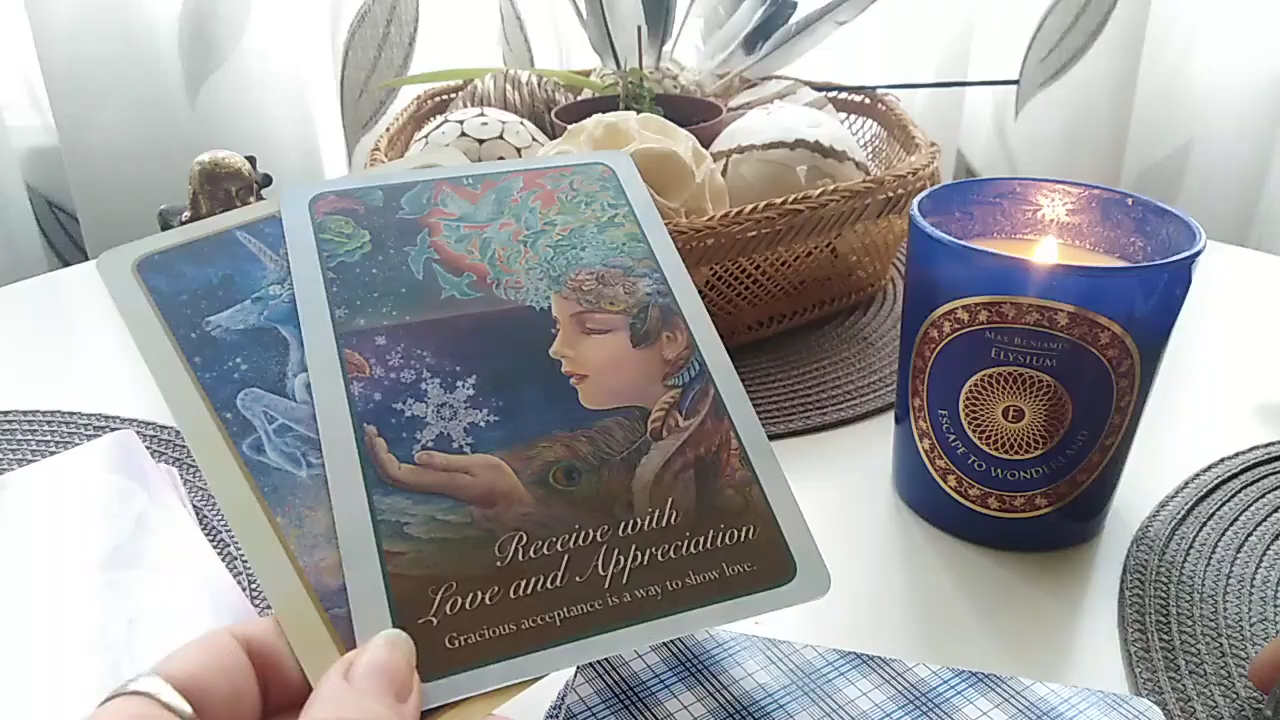 14
Receive with
Love and Appreciation
Gracious acceptance is a way to show love.
MAX BENJAMIN
ELYSIUM
E
ESCAPE TO WONDERLAND